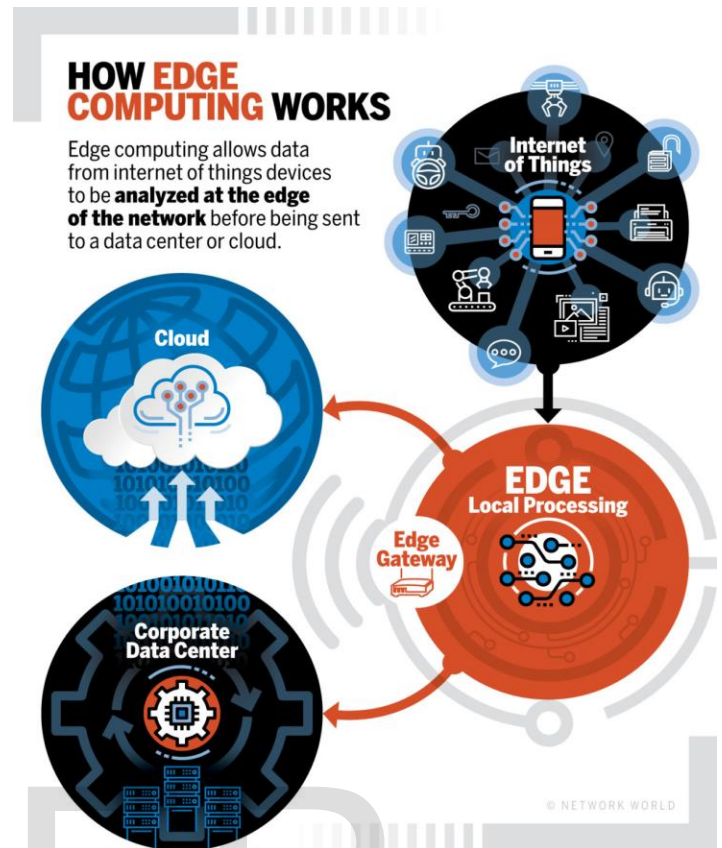 HOW EDGE
COMPUTING WORKS
Edge computing allows data
from internet of things devices
to be analyzed at the edge
of the network before being sent
to a data center or cloud.
Internet
of Things
Cloud
EDGE
Local Processing
Edge
Gateway
101010010100
Corporate
Data Center
© NETWORK WORLD